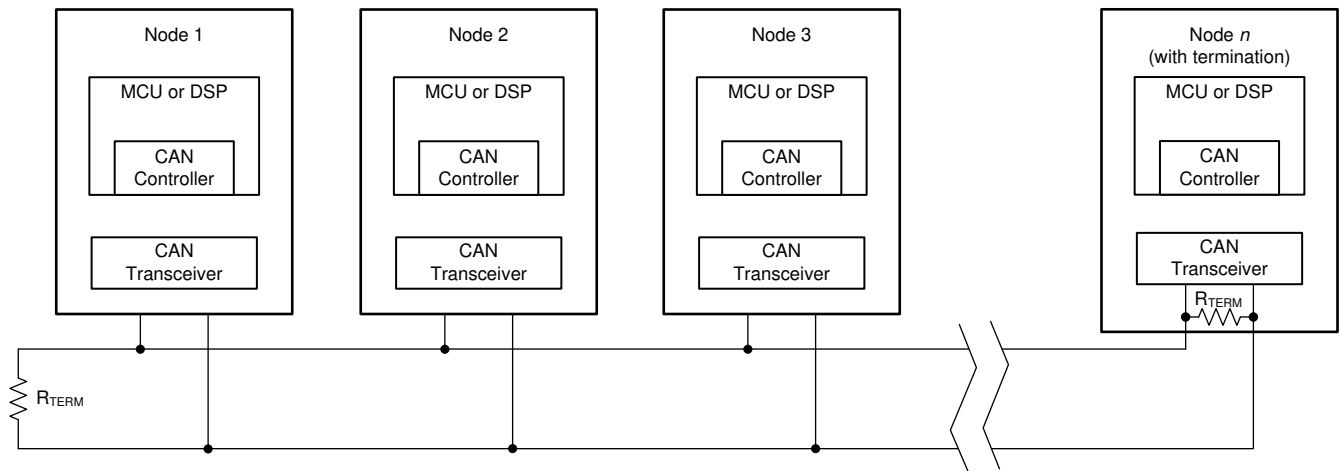 Node 1
MCU or DSP
CAN
Controller
CAN
Transceiver
Node 2
MCU or DSP
CAN
Controller
CAN
Transceiver
Node 3
MCU or DSP
CAN
Controller
CAN
Transceiver
Node n
(with termination)
MCU or DSP
CAN
Controller
CAN
Transceiver
RTERM
RTERM